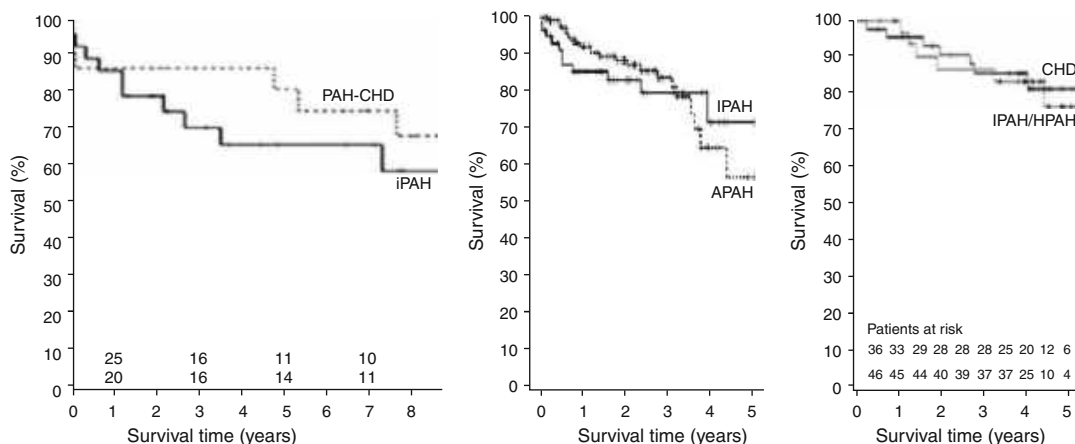 100
90
80
70
60
50
40
30
20
10
0
Survival (%)
PAH-CHD
iPAH
25 16 11 10
20 16 14 11
0 1 2 3 4 5 6 7 8
Survival time (years)
100
90
80
70
60
50
40
30
20
10
0
Survival (%)
IPAH
APAH
0 1 2 3 4 5
Survival time (years)
100
90
80
70
60
50
40
30
20
10
0
Survival (%)
CHD
IPAH/HPAH
Patients at risk
36 33 29 28 28 28 25 20 12 6
46 45 44 40 39 37 37 25 10 4
0 1 2 3 4 5
Survival time (years)